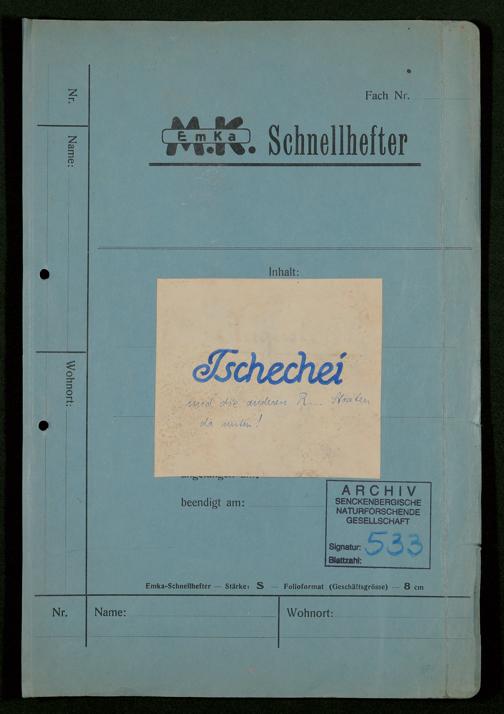 Fach Nr.
M.K. EmKa Schnellhefter
Nr.
Name:
Wohnort:
Inhalt:
Tschechei
und die anderen R... Staaten
da unten!
beendigt am:
ARCHIV
SENCKENBERGISCHE
NATURFORSCHENDE
GESELLSCHAFT
Signatur: 533
Blattzahl:
Emka-Schnellhefter — Stärke: S — Folioformat (Geschäftsgrösse) — 8 cm
Nr. Name: Wohnort: